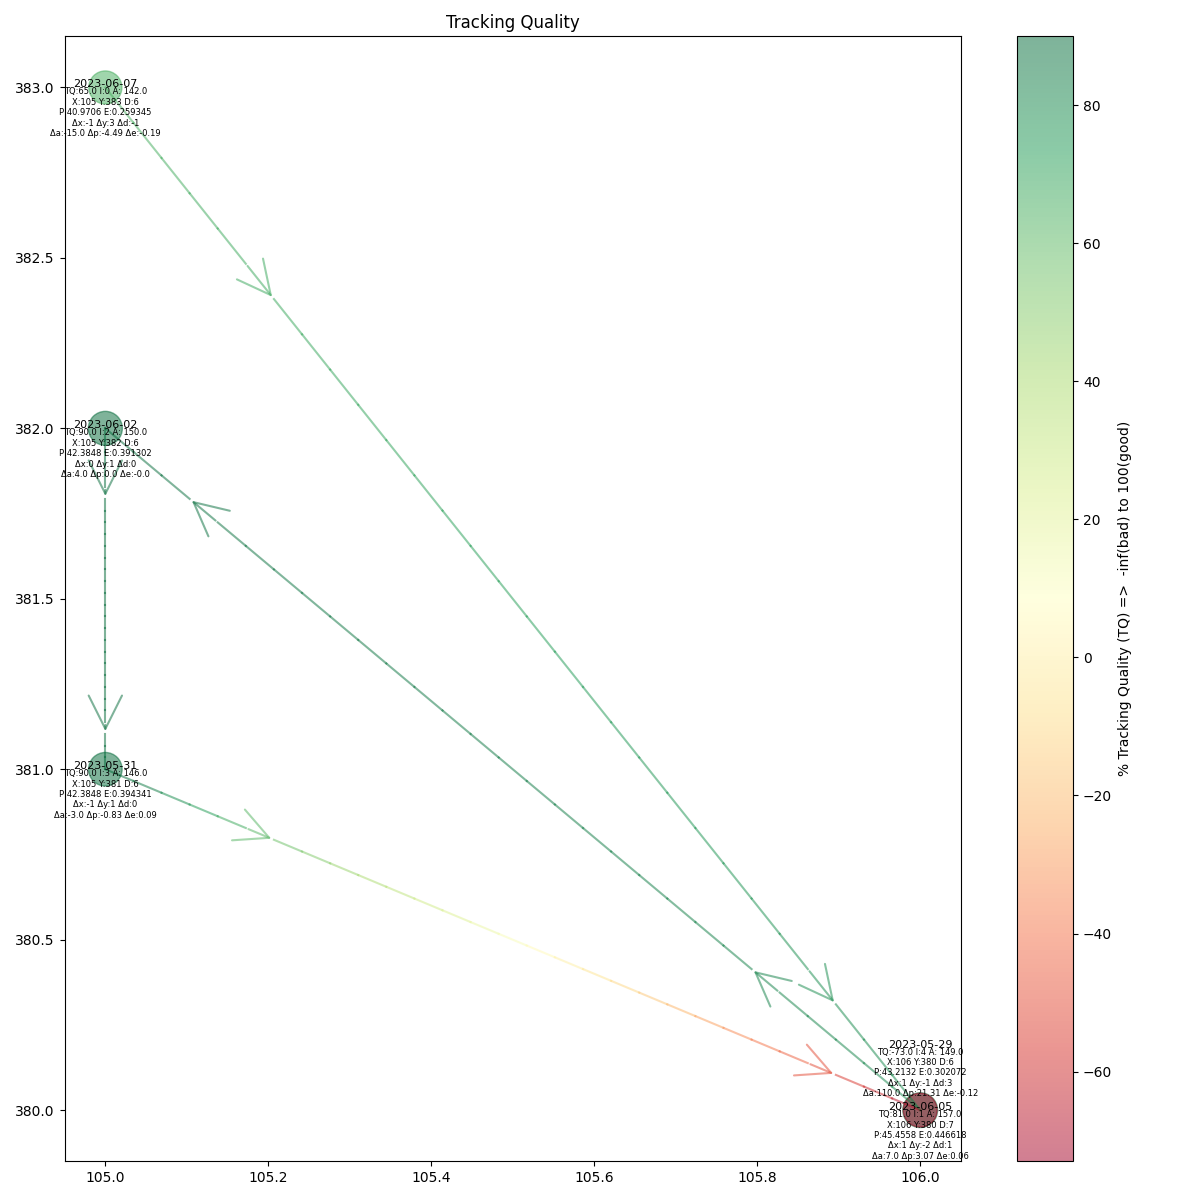 Tracking Quality
383.0
382.5
382.0
381.5
381.0
380.5
380.0
105.0
105.2
105.4
105.6
105.8
106.0
2023-06-07
TQ:65.0 I:0 A: 142.0
X:105 Y:383 D:6
P:40.9706 E:0.259345
Δx:-1 Δy:3 Δd:-1
Δa:-15.0 Δp:-4.49 Δe:-0.19
2023-06-02
TQ:90.0 I:2 A: 150.0
X:105 Y:382 D:6
P:42.3848 E:0.391302
Δx:0 Δy:1 Δd:0
Δa:4.0 Δp:0.0 Δe:-0.0
2023-05-31
TQ:90.0 I:3 A: 146.0
X:105 Y:381 D:6
P:42.3848 E:0.394341
Δx:-1 Δy:1 Δd:0
Δa:-3.0 Δp:-0.83 Δe:0.09
2023-05-29
TQ:-73.0 I:4 A: 149.0
X:106 Y:380 D:6
P:43.2132 E:0.302072
Δx:1 Δy:-1 Δd:3
Δa:110.0 Δp:21.31 Δe:-0.12
2023-06-05
TQ:81.0 I:1 A: 157.0
X:106 Y:380 D:7
P:45.4558 E:0.446618
Δx:1 Δy:-2 Δd:1
Δa:7.0 Δp:3.07 Δe:0.06
80
60
40
20
0
−20
−40
−60
% Tracking Quality (TQ) => -inf(bad) to 100(good)